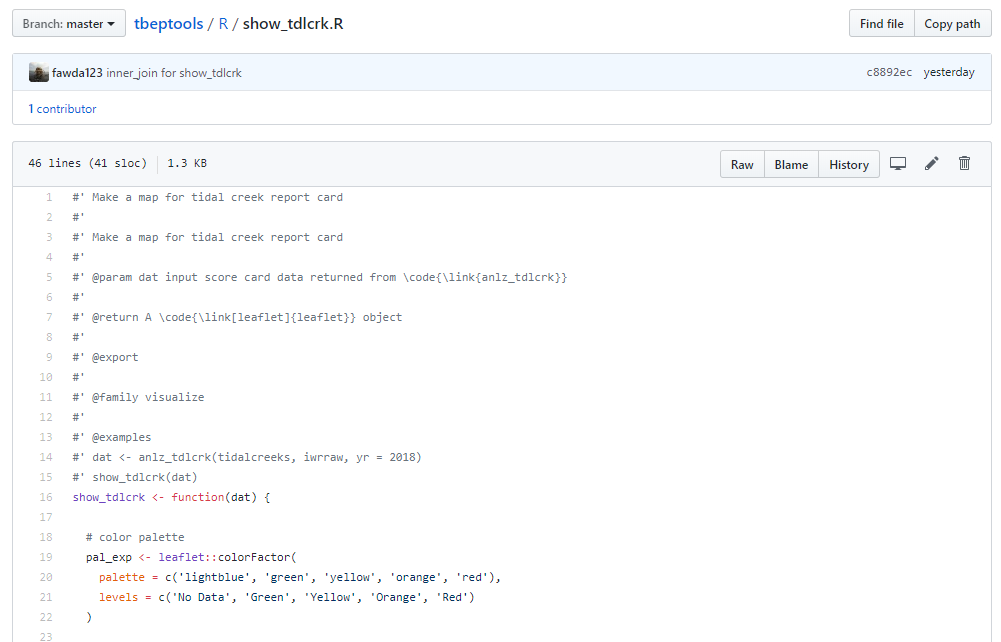 Branch: master
tbeptools / R / show_tdlcrk.R
Find file
Copy path
fawda123 inner_join for show_tdlcrk
c8892ec yesterday
1 contributor
46 lines (41 sloc) 1.3 KB
Raw Blame History
1 #' Make a map for tidal creek report card
2 #'
3 #' Make a map for tidal creek report card
4 #'
5 #' @param dat input score card data returned from \code{\link{anlz_tdlcrk}}
6 #'
7 #' @return A \code{\link[leaflet]{leaflet}} object
8 #'
9 #' @export
10 #'
11 #' @family visualize
12 #'
13 #' @examples
14 #' dat <- anlz_tdlcrk(tidalcreeks, iwrraw, yr = 2018)
15 #' show_tdlcrk(dat)
16 show_tdlcrk <- function(dat) {
17
18   # color palette
19   pal_exp <- leaflet::colorFactor(
20     palette = c('lightblue', 'green', 'yellow', 'orange', 'red'),
21     levels = c('No Data', 'Green', 'Yellow', 'Orange', 'Red')
22   )
23